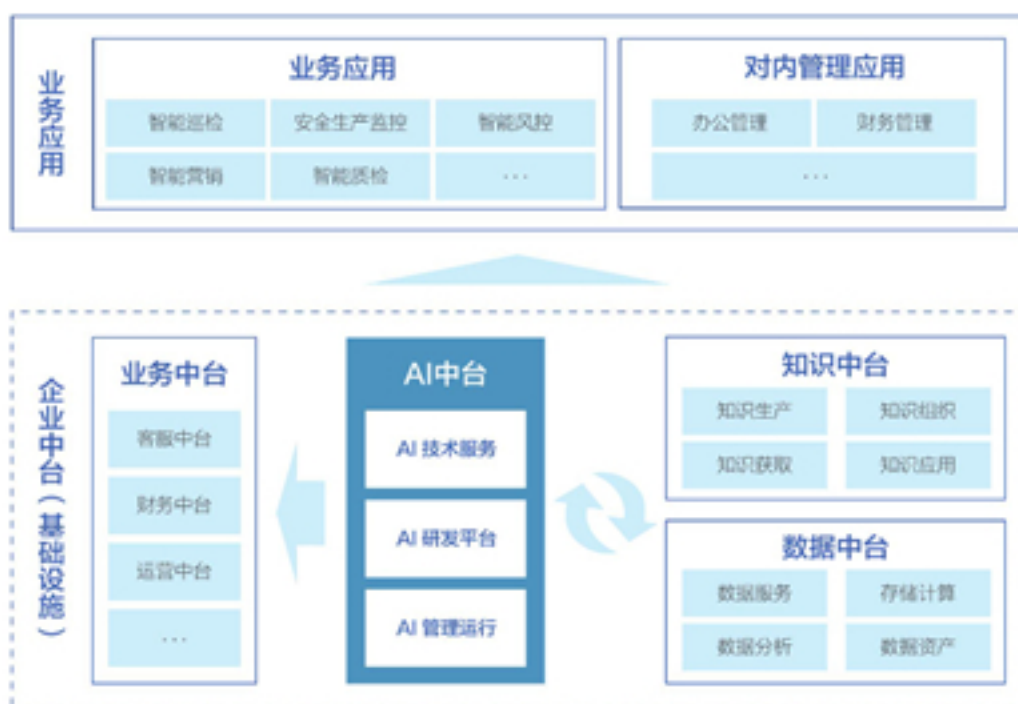 业务应用
业务应用
智能巡检
安全生产监控
智能风控
智能营销
智能质检
...
对内管理应用
办公管理
财务管理
...
企业中台（基础设施）
业务中台
客服中台
财务中台
运营中台
...
AI中台
AI 技术服务
AI 研发平台
AI 管理运行
知识中台
知识生产
知识组织
知识获取
知识应用
数据中台
数据服务
存储计算
数据分析
数据资产